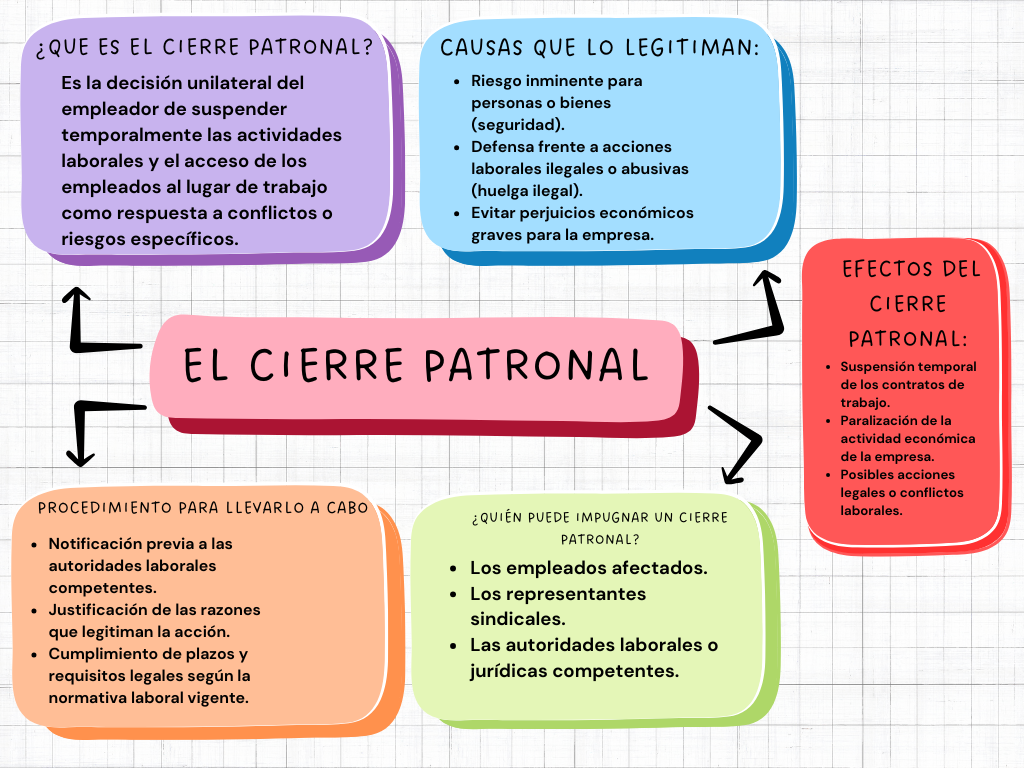 ¿QUE ES EL CIERRE PATRONAL?
Es la decisión unilateral del
empleador de suspender
temporalmente las actividades
laborales y el acceso de los
empleados al lugar de trabajo
como respuesta a conflictos o
riesgos específicos.
CAUSAS QUE LO LEGITIMAN:
• Riesgo inminente para
personas o bienes
(seguridad).
• Defensa frente a acciones
laborales ilegales o abusivas
(huelga ilegal).
• Evitar perjuicios económicos
graves para la empresa.
EFECTOS DEL
CIERRE
PATRONAL:
• Suspensión temporal
de los contratos de
trabajo.
• Paralización de la
actividad económica
de la empresa.
• Posibles acciones
legales o conflictos
laborales.
EL CIERRE PATRONAL
PROCEDIMIENTO PARA LLEVARLO A CABO
• Notificación previa a las
autoridades laborales
competentes.
• Justificación de las razones
que legitiman la acción.
• Cumplimiento de plazos y
requisitos legales según la
normativa laboral vigente.
¿QUIÉN PUEDE IMPUGNAR UN CIERRE
PATRONAL?
• Los empleados afectados.
• Los representantes
sindicales.
• Las autoridades laborales o
jurídicas competentes.